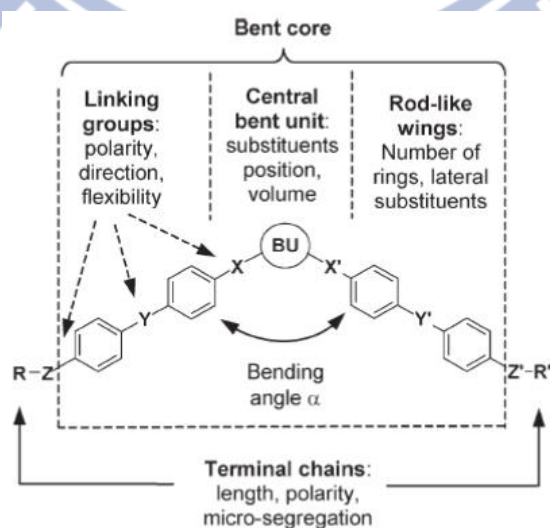 Bent core
Linking
groups:
polarity,
direction,
flexibility
Central
bent unit:
substituents
position,
volume
Rod-like
wings:
Number of
rings, lateral
substituents
BU
X
X'
Y
Y'
R-Z
Z'-R'
Bending
angle α
Terminal chains:
length, polarity,
micro-segregation